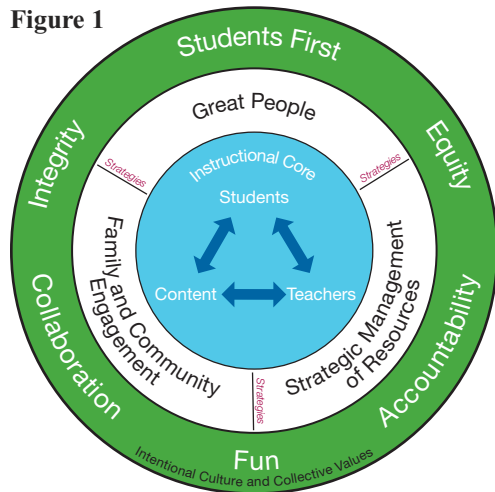 Figure 1
Students First
Great People
Integrity
Equity
Strategies
Strategies
Instructional Core
Students
Family and Community
Engagement
Content
Teachers
Strategic Management
of Resources
Collaboration
Accountability
Strategies
Fun
Intentional Culture and Collective Values